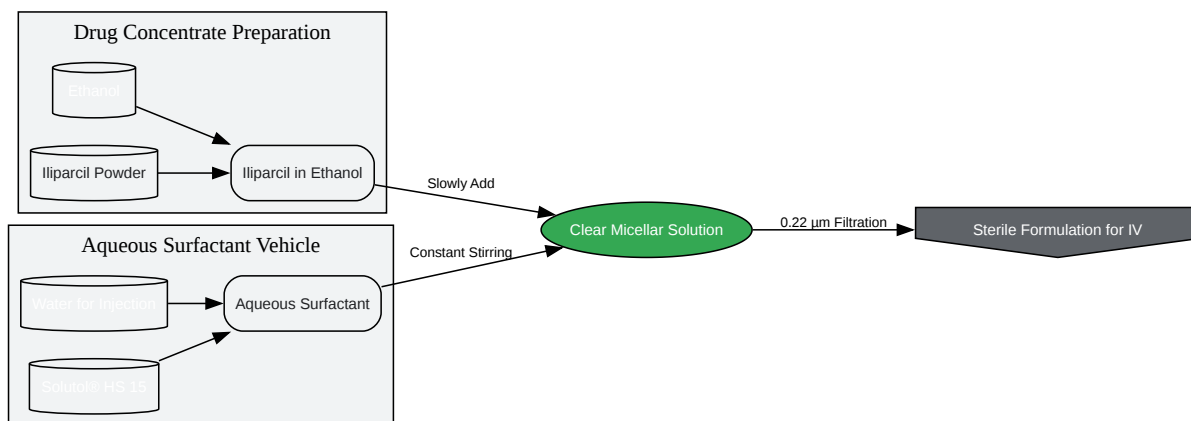 Drug Concentrate Preparation
Ethanol
Iliparcil Powder
Iliparcil in Ethanol
Slowly Add
Aqueous Surfactant Vehicle
Water for Injection
Solutol® HS 15
Aqueous Surfactant
Constant Stirring
Clear Micellar Solution
0.22 µm Filtration
Sterile Formulation for IV